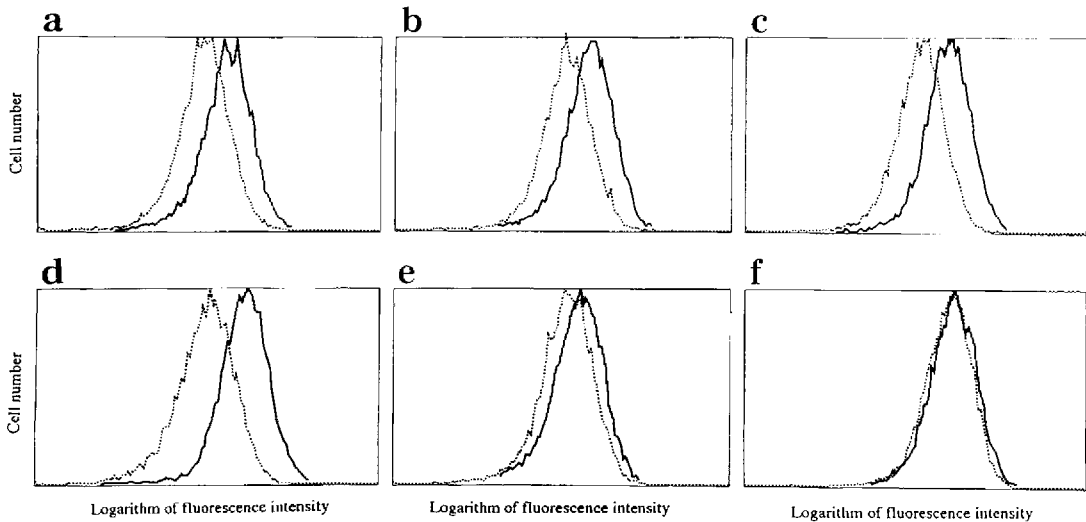 a
b
c
Cell number
d
e
f
Cell number
Logarithm of fluorescence intensity
Logarithm of fluorescence intensity
Logarithm of fluorescence intensity